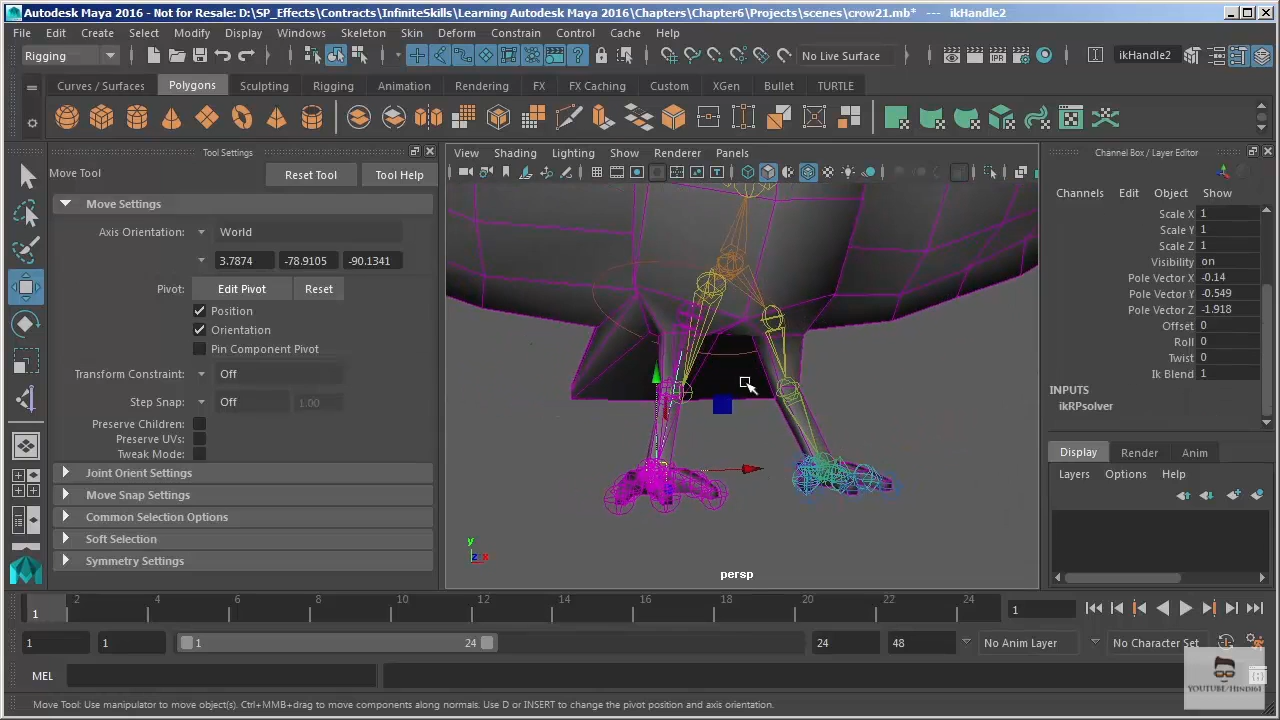 Autodesk Maya 2016 - Not for Resale: D:\SP_Effects\Contracts\InfiniteSkills\Learning Autodesk Maya 2016\Chapters\Chapter6\Projects\scenes\crow21.mb* --- ikHandle2
File Edit Create Select Modify Display Windows Skeleton Skin Deform Constrain Control Cache Help
Rigging No Live Surface ikHandle2
Curves / Surfaces Polygons Sculpting Rigging Animation Rendering FX FX Caching Custom XGen Bullet TURTLE
Tool Settings
Move Tool Reset Tool Tool Help
Move Settings
Axis Orientation: World
3.7874 -78.9105 -90.1341
Pivot: Edit Pivot Reset
Position
Orientation
Pin Component Pivot
Transform Constraint: Off
Step Snap: Off 1.00
Preserve Children:
Preserve UVs:
Tweak Mode:
Joint Orient Settings
Move Snap Settings
Common Selection Options
Soft Selection
Symmetry Settings
View Shading Lighting Show Renderer Panels
y
z x
persp
Channel Box / Layer Editor
Channels Edit Object Show
Scale X 1
Scale Y 1
Scale Z 1
Visibility on
Pole Vector X -0.14
Pole Vector Y -0.549
Pole Vector Z -1.918
Offset 0
Roll 0
Twist 0
Ik Blend 1
INPUTS
ikRPsolver
Display Render Anim
Layers Options Help
1 2 4 6 8 10 12 14 16 18 20 22 24 1
1 1 1 24 24 48 No Anim Layer No Character Set
MEL
YOUTUBE/HINDI61
Move Tool: Use manipulator to move object(s). Ctrl+MMB+drag to move components along normals. Use D or INSERT to change the pivot position and axis orientation.